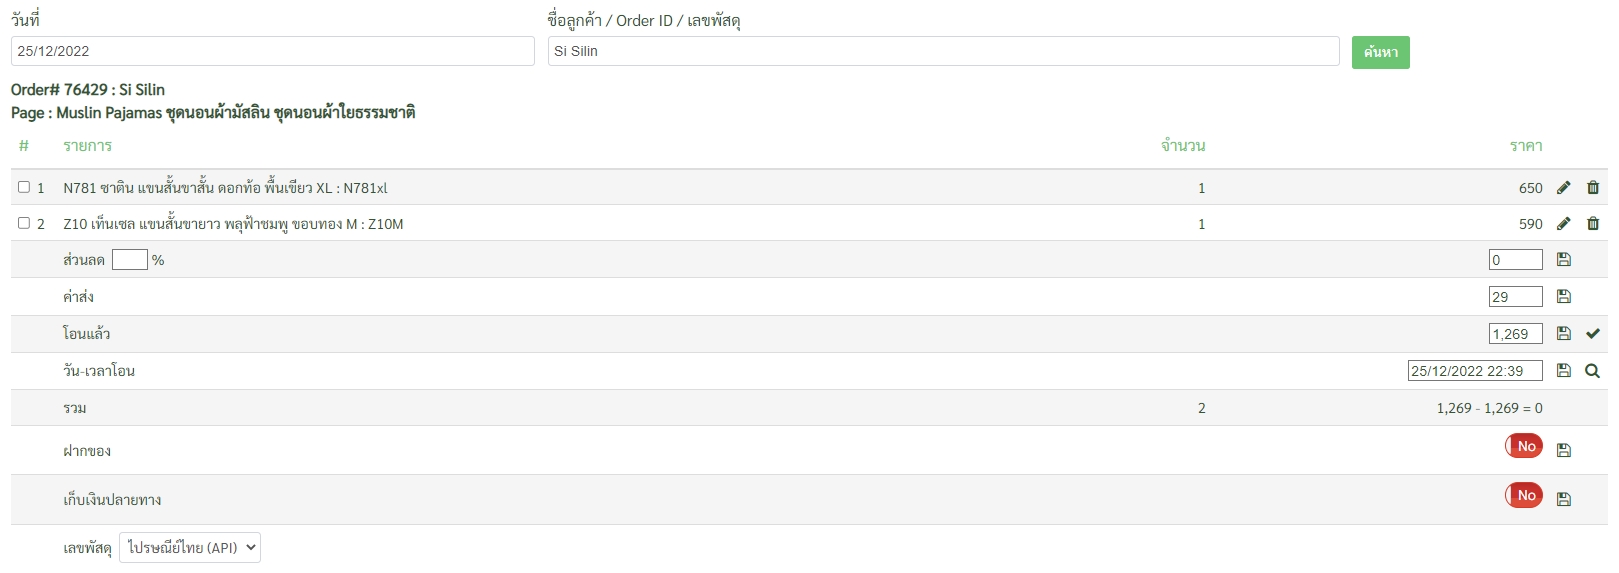 วันที่ ชื่อลูกค้า / Order ID / เลขพัสดุ
25/12/2022 Si Silin ค้นหา
Order# 76429 : Si Silin
Page : Muslin Pajamas ชุดนอนผ้ามัสลิน ชุดนอนผ้าใยธรรมชาติ
# รายการ จำนวน ราคา
1 N781 ซาติน แขนสั้นขาสั้น ดอกท้อ พื้นเขียว XL : N781xl 1 650
2 Z10 เท็นเซล แขนสั้นขายาว พลุฟ้าชมพู ขอบทอง M : Z10M 1 590
ส่วนลด % 0
ค่าส่ง 29
โอนแล้ว 1,269
วัน-เวลาโอน 25/12/2022 22:39
รวม 2 1,269 - 1,269 = 0
ฝากของ No
เก็บเงินปลายทาง No
เลขพัสดุ ไปรษณีย์ไทย (API)